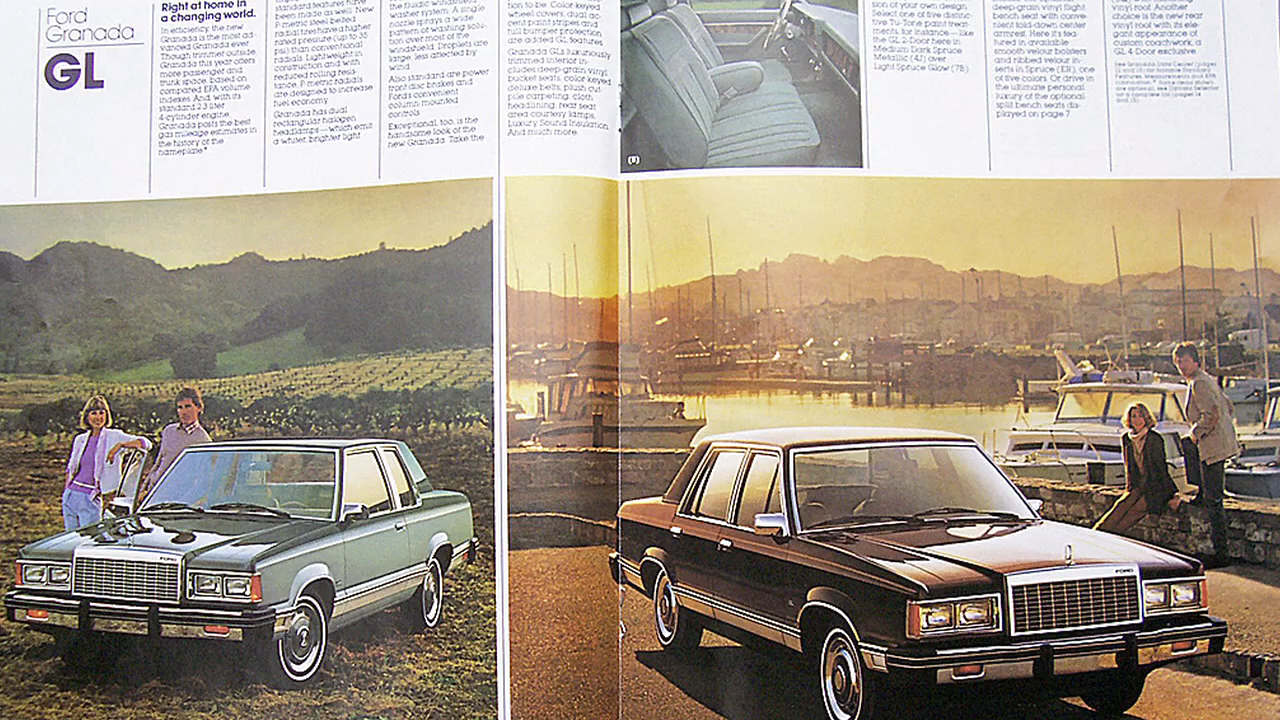 Ford
Granada
GL
Right at home in
a changing world.
In efficiency, the new
Granada is the most ad-
vanced Granada ever.
Though trimmer outside,
Granada this year offers
more passenger and
luggage space, based on
compared EPA volume
indexes. And, with its
standard 2.3 liter
4-cylinder engine,
Granada posts the best
gas mileage estimates in
the history of the
nameplate.*
standard features have
been made as well. New
P-metric steel belted
radial tires have a higher
rated pressure (up to 35
psi) than conventional
radials. Lightweight in
construction and with
reduced rolling resis-
tance, P-metric radials
are designed to increase
fuel economy.
Granada has dual
rectangular halogen
headlamps — which emit
a whiter, brighter light
the fluidic windshield
washer system. A single
nozzle sprays a wide
pattern of washing solu-
tion over most of the
windshield. Droplets are
large, less affected by
wind.
Also standard are power
front disc brakes and
Ford's convenient
column-mounted
controls.
Exceptional, too, is the
handsome look of the
new Granada. Take the
tion to be. Color-keyed
wheel covers, dual ac-
cent paint stripes and
full bumper protection
are added GL features.
Granada GL's luxuriously
trimmed interior in-
cludes deep-grain vinyl
bucket seats, color-keyed
deluxe belts, plush cut-
pile carpeting, cloth
headlining, rear seat
area courtesy lamps,
Luxury Sound Insulation.
And much more.
(B)
sion of your own design.
Select one of five distinc-
tive Tu-Tone paint treat-
ments, for instance — like
the GL 2-Door here in
Medium Dark Spruce
Metallic (4J) over
Light Spruce Glow (7B).
deep-grain vinyl flight
bench seat with conve-
nient fold-down center
armrest. Here it's fea-
tured in available
smooth velour bolsters
and ribbed velour in-
serts in Spruce (ER), one
of five colors. Or drive in
the ultimate personal
luxury of the optional
split bench seats dis-
played on page 7.
vinyl roof. Another
choice is the new rear
vinyl roof with its ele-
gant appearance of
custom coachwork, a
GL 4-Door exclusive.
FORD
FORD